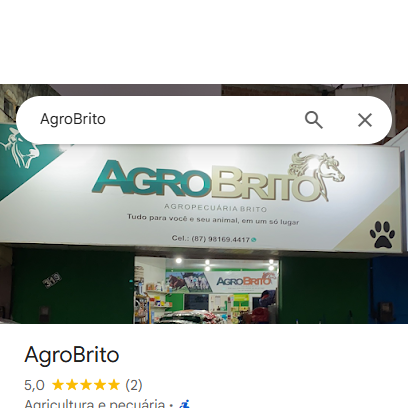 AgroBrito
AGROBRITO
AGROPECUÁRIA BRITO
Tudo para você e seu animal, em um só lugar
Cel.: (87) 98169.4417
319
AGROBRITO
AgroBrito
5,0 (2)
Agricultura e pecuária ·